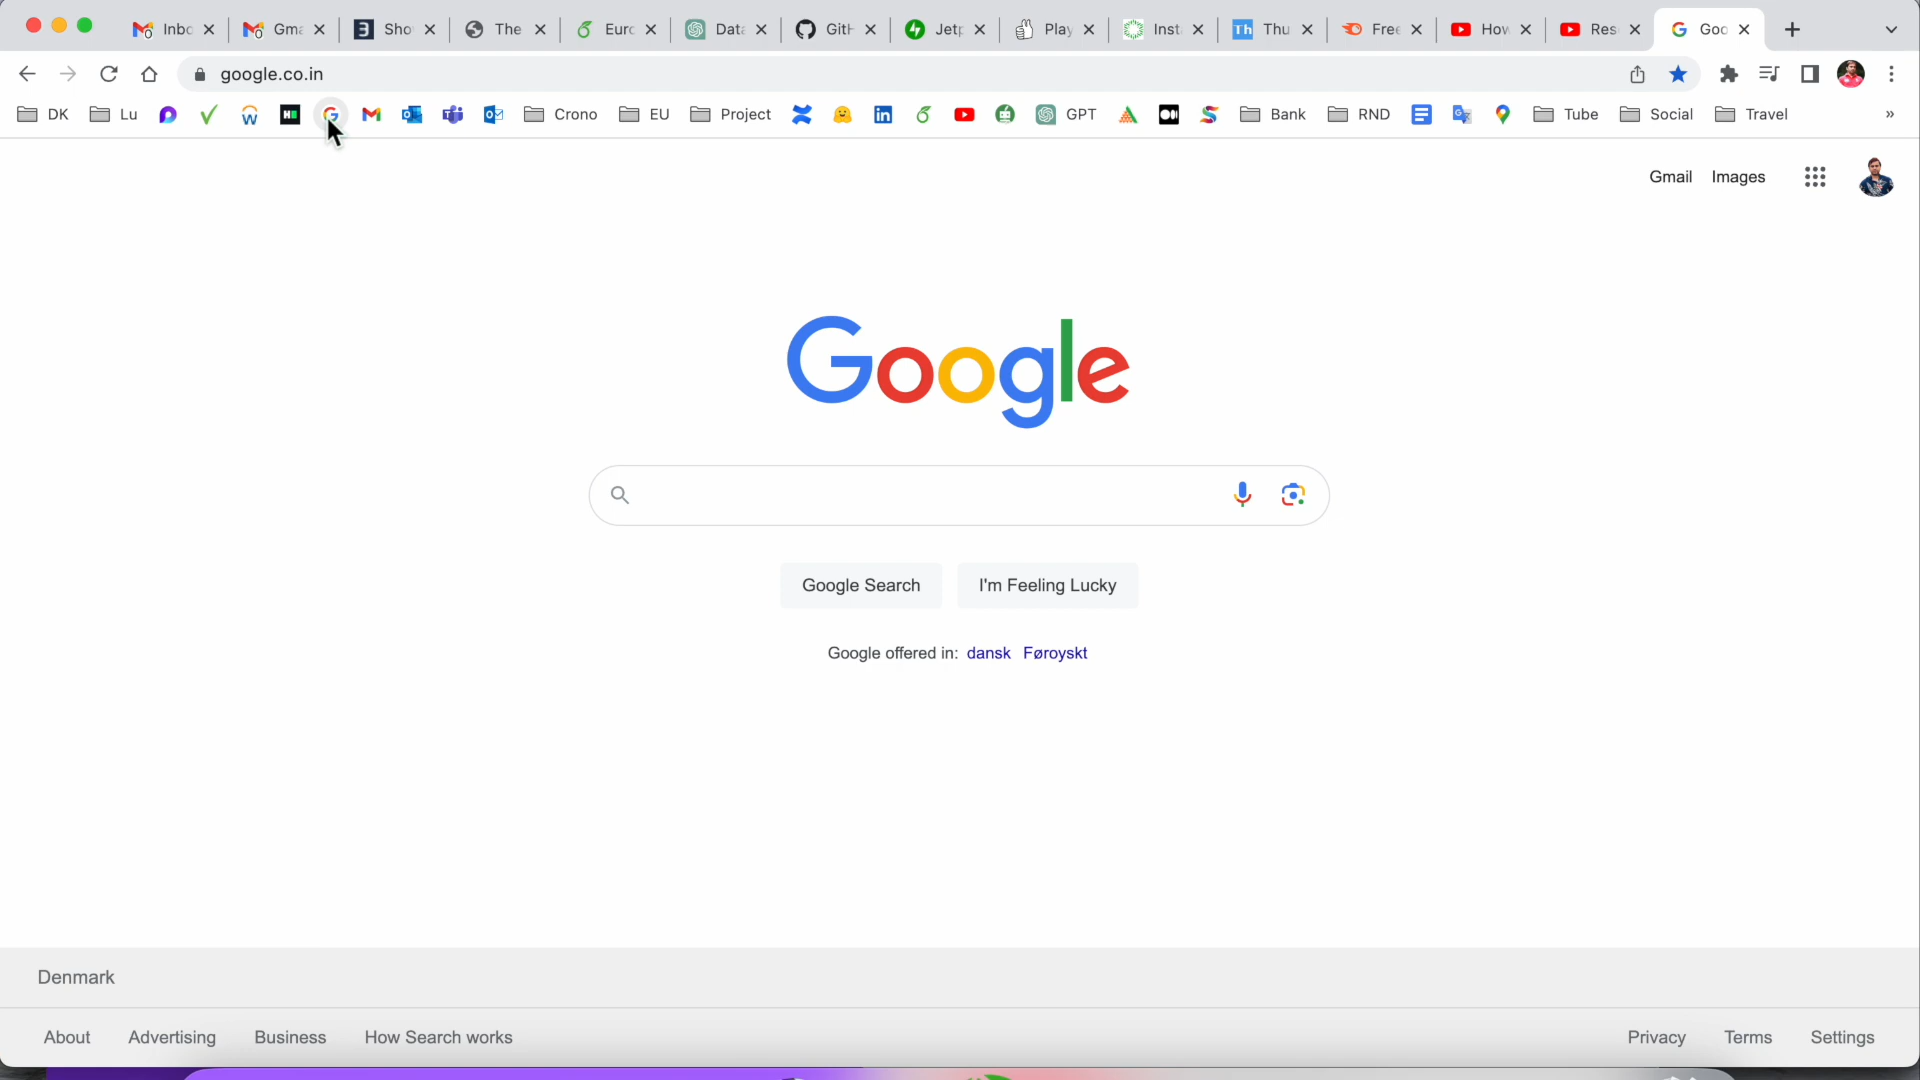 Inbc Gma Sho The Eurc Data GitH Jetp Play Inst Thu Free How Res Goo
google.co.in
DK Lu Crono EU Project GPT Bank RND Tube Social Travel »
Gmail Images
Google
Google Search I'm Feeling Lucky
Google offered in: dansk Føroyskt
Denmark
About Advertising Business How Search works Privacy Terms Settings